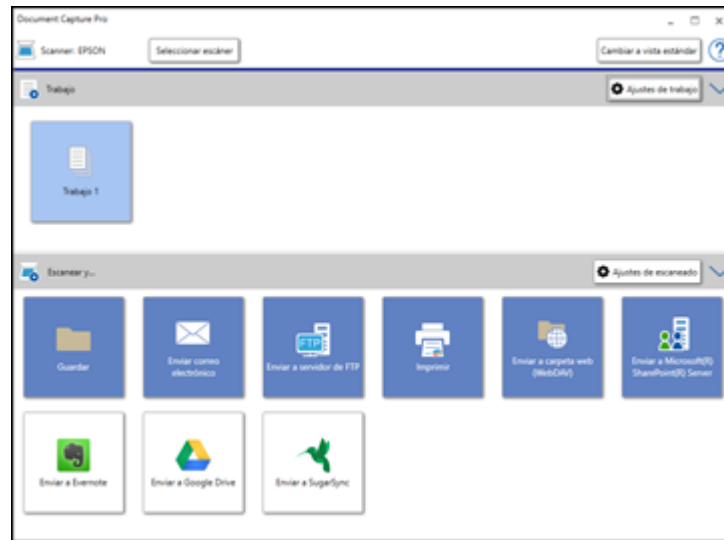 Document Capture Pro
Scanner: EPSON
Seleccionar escáner
Cambiar a vista estándar
?
Trabajo
Ajustes de trabajo
Trabajo 1
Escanear y...
Ajustes de escaneado
Guardar
Enviar correo
electrónico
FTP
Enviar a servidor de FTP
Imprimir
Enviar a carpeta web
(WebDAV)
Enviar a Microsoft(R)
SharePoint(R) Server
Enviar a Evernote
Enviar a Google Drive
Enviar a SugarSync